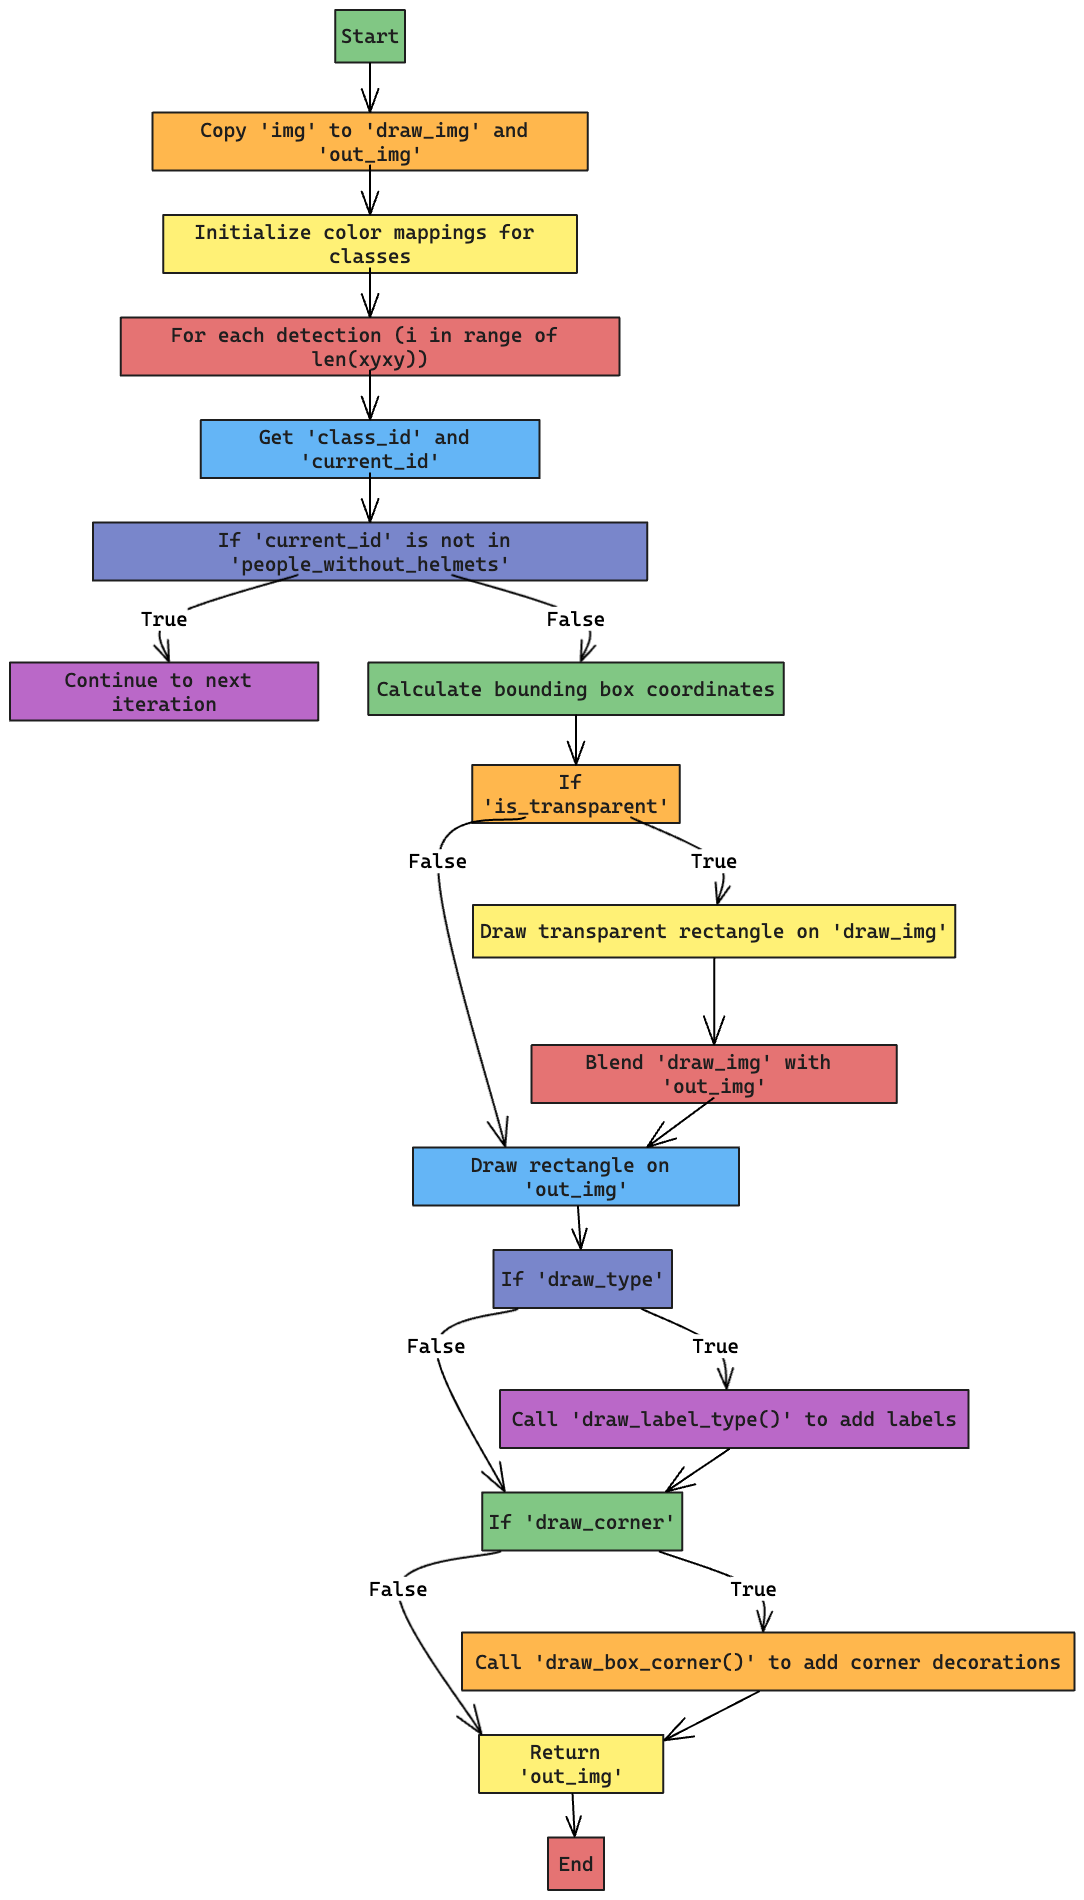 Start
Copy 'img' to 'draw_img' and
'out_img'
Initialize color mappings for
classes
For each detection (i in range of
len(xyxy))
Get 'class_id' and
'current_id'
If 'current_id' is not in
'people_without_helmets'
True
False
Continue to next
iteration
Calculate bounding box coordinates
If
'is_transparent'
False
True
Draw transparent rectangle on 'draw_img'
Blend 'draw_img' with
'out_img'
Draw rectangle on
'out_img'
If 'draw_type'
False
True
Call 'draw_label_type()' to add labels
If 'draw_corner'
False
True
Call 'draw_box_corner()' to add corner decorations
Return
'out_img'
End